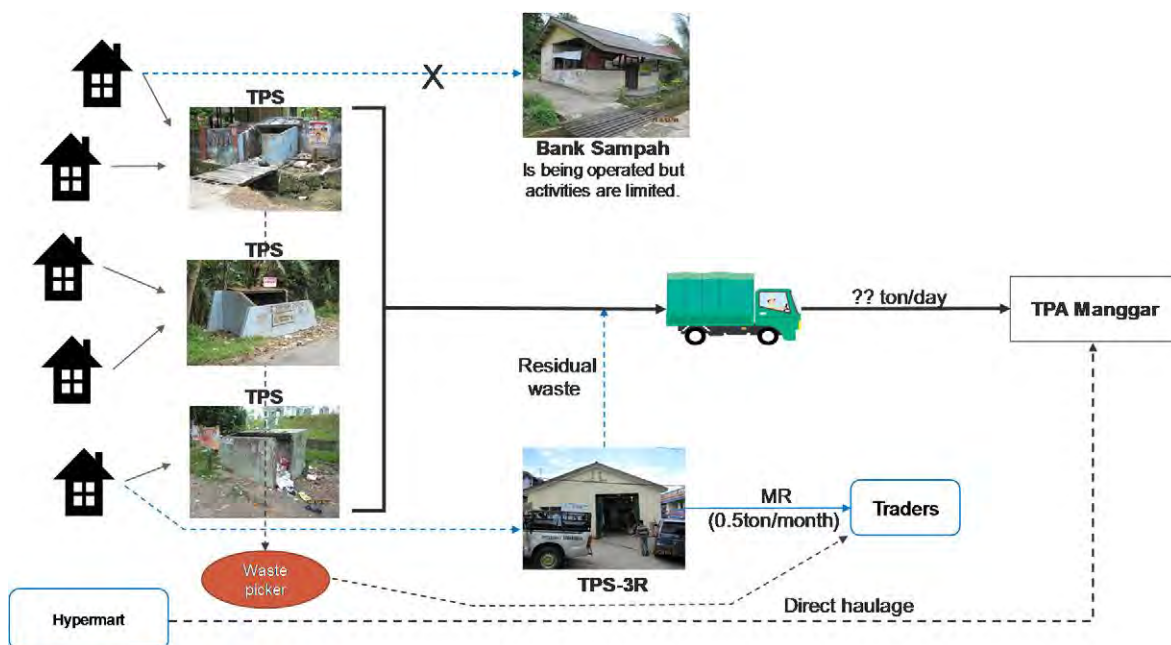 X
TPS
Bank Sampah
Is being operated but
activities are limited.
TPS
?? ton/day
TPA Manggar
Residual
waste
TPS
MR
(0.5ton/month)
Traders
TPS-3R
Waste
picker
Hypermart
Direct haulage